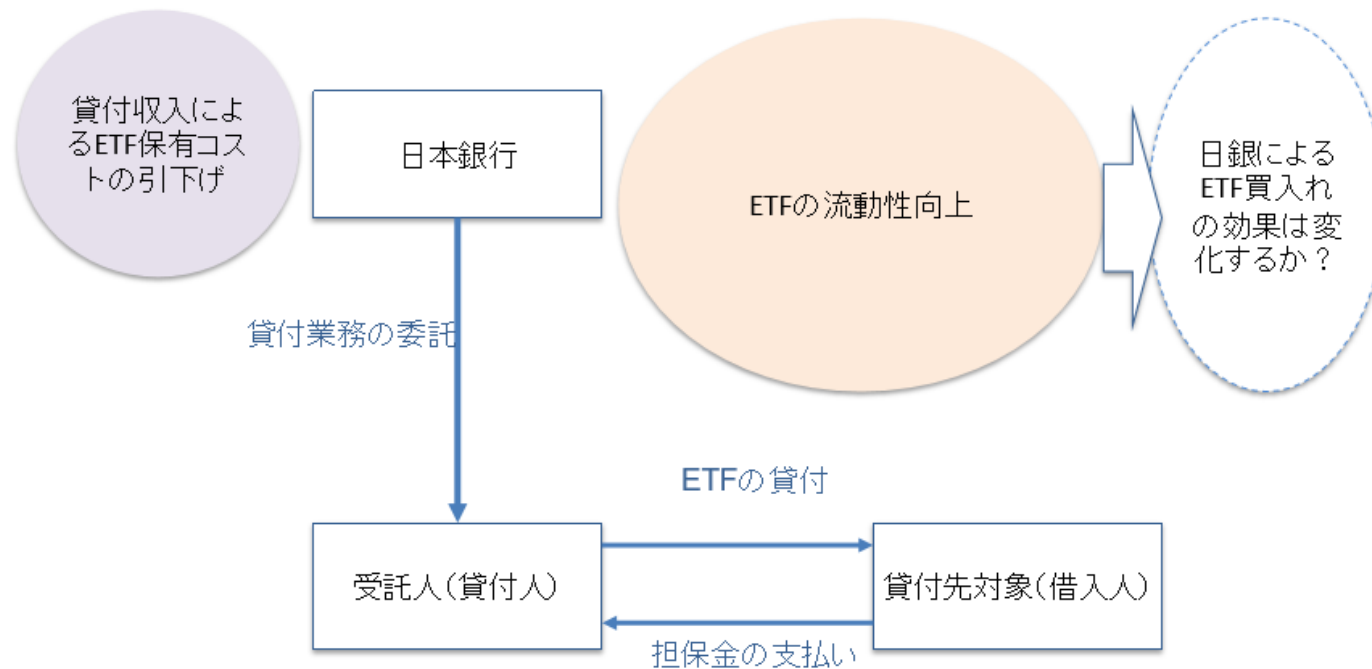 貸付収入によ
るETF保有コス
トの引下げ
日本銀行
ETFの流動性向上
日銀による
ETF買入れ
の効果は変
化するか？
貸付業務の委託
ETFの貸付
受託人（貸付人）
貸付先対象（借入人）
担保金の支払い